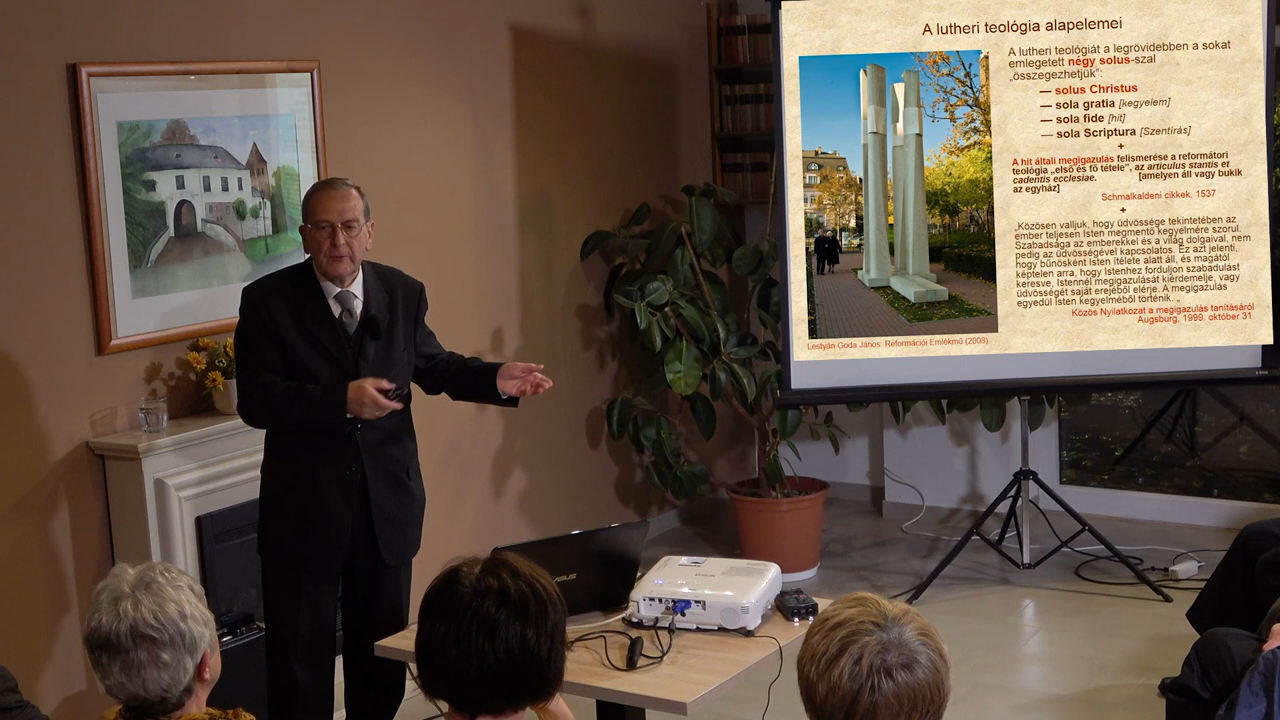 A lutheri teológia alapelemei
A lutheri teológiát a legrövidebben a sokat
emlegetett négy solus-szal
„összegezhetjük":
— solus Christus
— sola gratia [kegyelem]
— sola fide [hit]
— sola Scriptura [Szentírás]
+
A hit általi megigazulás felismerése a reformátori
teológia „első és fő tétele", az articulus stantis et
cadentis ecclesiae. [amelyen áll vagy bukik
az egyház]
Schmalkaldeni cikkek, 1537
+
„Közösen valljuk, hogy üdvössége tekintetében az
ember teljesen Isten megmentő kegyelmére szorul.
Szabadsága az emberekkel és a világ dolgaival, nem
pedig az üdvösségével kapcsolatos. Ez azt jelenti,
hogy bűnösként Isten ítélete alatt áll, és magától
képtelen arra, hogy Istenhez forduljon szabadulást
keresve, Istennél megigazulását kiérdemelje, vagy
üdvösségét saját erejéből elérje. A megigazulás
egyedül Isten kegyelméből történik. „
Közös Nyilatkozat a megigazulás tanításáról
Augsburg, 1999. október 31
Lestyán Goda János: Reformációi Emlékmű (2008)
ASUS
EPSON